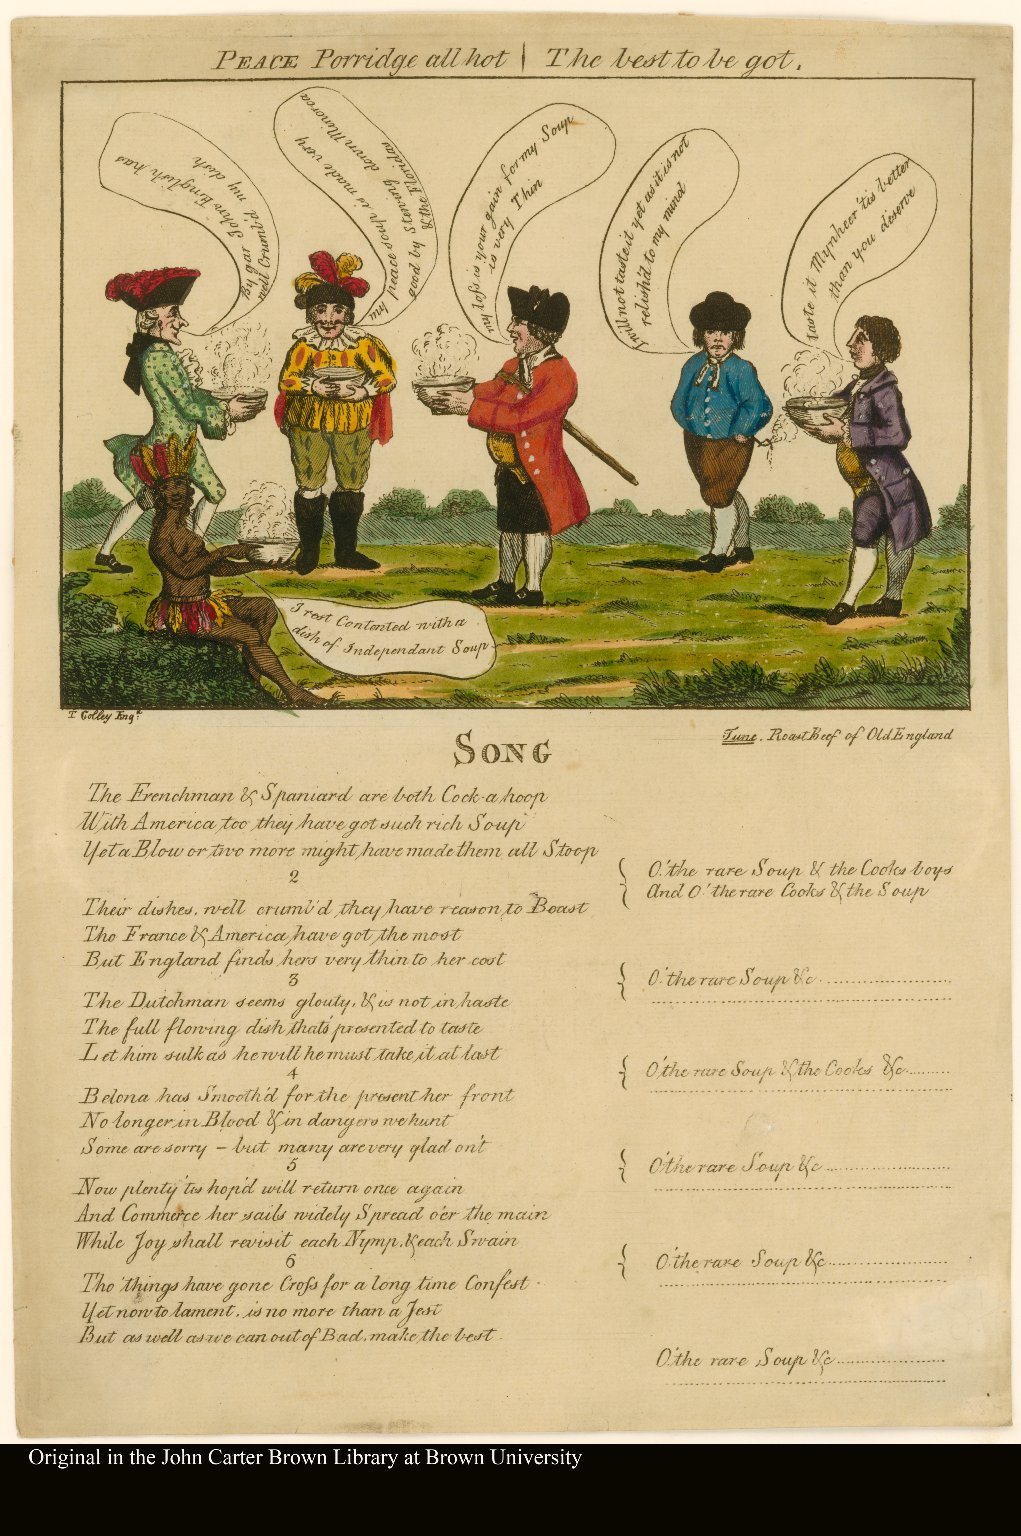 PEACE Porridge all hot | The best to be got.
By gar John English has
well Crumb'd my dish
my peace soup is made very
good by Stewing down Minorca
& the Floridas
my loss is your gain for my Soup
is very Thin
I will not taste it yet as it is not
relish'd to my mind
taste it Mynheer 'tis better
than you deserve
I rest Contented with a
dish of Independant Soup
T Colley Engd.
SONG
Tune. Roast Beef of Old England
The Frenchman & Spaniard are both Cock-a hoop
With America too they have got such rich Soup
Yet a Blow or two more might have made them all Stoop
O! the rare Soup & the Cooks boys
And O! the rare Cooks & the Soup
2
Their dishes, well crumb'd they have reason to Boast
Tho France & America have got the most
But England finds hers very thin to her cost
O! the rare Soup &c
3
The Dutchman seems glouty, & is not in haste
The full flowing dish thats presented to taste
Let him sulk as he will he must take it at last
O! the rare Soup & the Cooks &c
4
Belona has Smooth'd for the present her front
No longer in Blood & in dangers we hunt
Some are sorry – but many are very glad on't
O! the rare Soup &c
5
Now plenty 'tis hop'd will return once again
And Commerce her sails widely Spread o'er the main
While Joy shall revisit each Nymp. & each Swain
O! the rare Soup &c
6
Tho' things have gone Cross for a long time Confest
Yet now to lament, is no more than a Jest
But as well as we can out of Bad, make the best
O! the rare Soup &c
Original in the John Carter Brown Library at Brown University